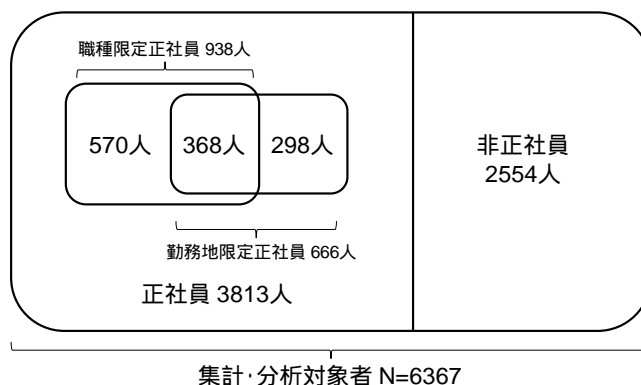 職種限定正社員 938人
570人
368人
298人
勤務地限定正社員 666人
正社員 3813人
非正社員
2554人
集計・分析対象者 N=6367